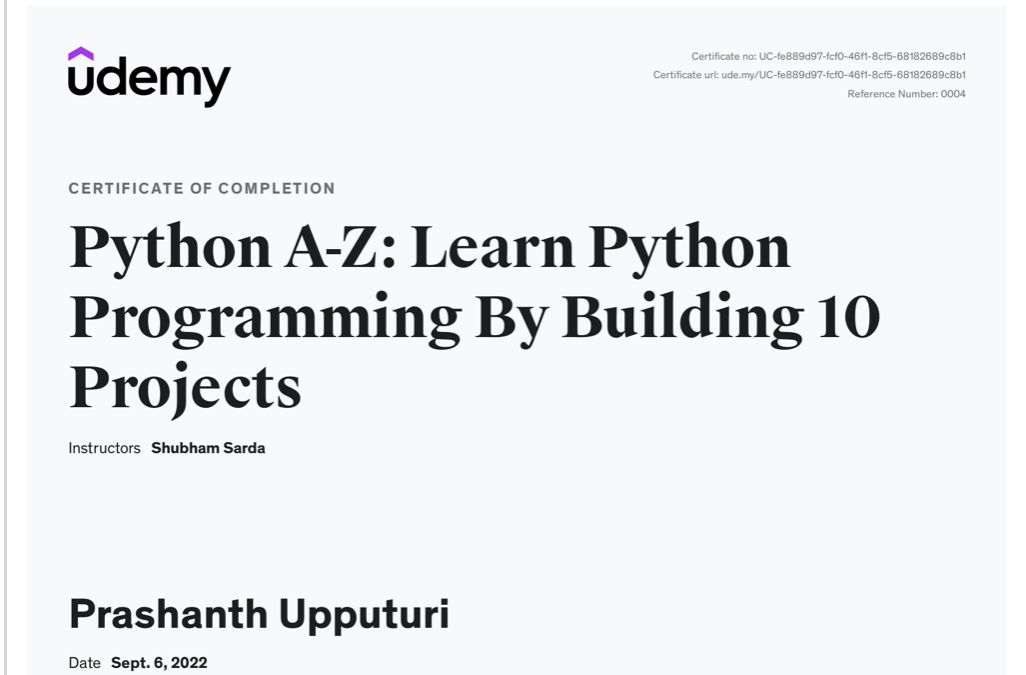 udemy
Certificate no: UC-fe889d97-fcf0-46f1-8cf5-68182689c8b1
Certificate url: ude.my/UC-fe889d97-fcf0-46f1-8cf5-68182689c8b1
Reference Number: 0004
CERTIFICATE OF COMPLETION
Python A-Z: Learn Python
Programming By Building 10
Projects
Instructors Shubham Sarda
Prashanth Upputuri
Date Sept. 6, 2022